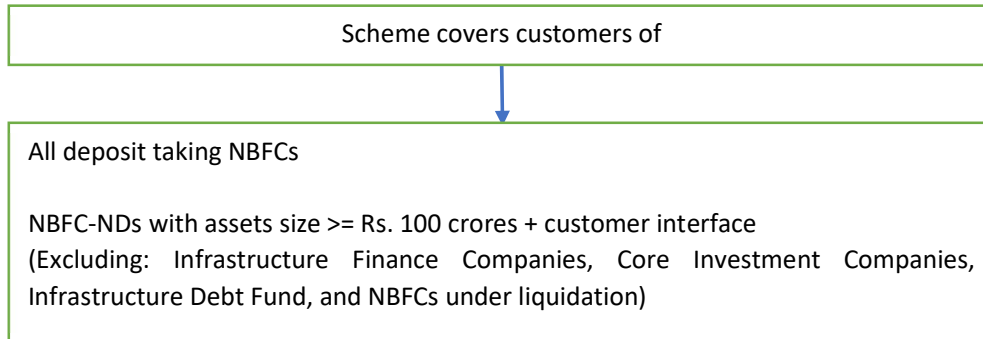 Scheme covers customers of
All deposit taking NBFCs
NBFC-NDs with assets size >= Rs. 100 crores + customer interface
(Excluding: Infrastructure Finance Companies, Core Investment Companies,
Infrastructure Debt Fund, and NBFCs under liquidation)